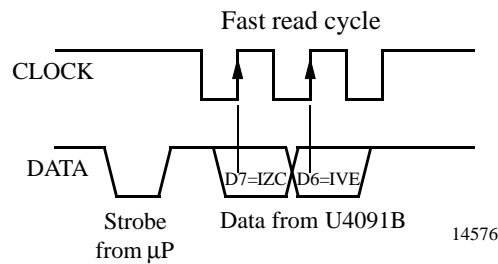 Fast read cycle
CLOCK
DATA
D7=IZC D6=IVE
Strobe
from μP
Data from U4091B
14576